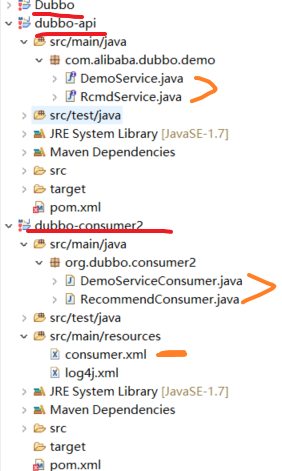 Dubbo
dubbo-api
src/main/java
com.alibaba.dubbo.demo
DemoService.java
RcmdService.java
src/test/java
JRE System Library [JavaSE-1.7]
Maven Dependencies
src
target
pom.xml
dubbo-consumer2
src/main/java
org.dubbo.consumer2
DemoServiceConsumer.java
RecommendConsumer.java
src/test/java
src/main/resources
consumer.xml
log4j.xml
JRE System Library [JavaSE-1.7]
Maven Dependencies
src
target
pom.xml